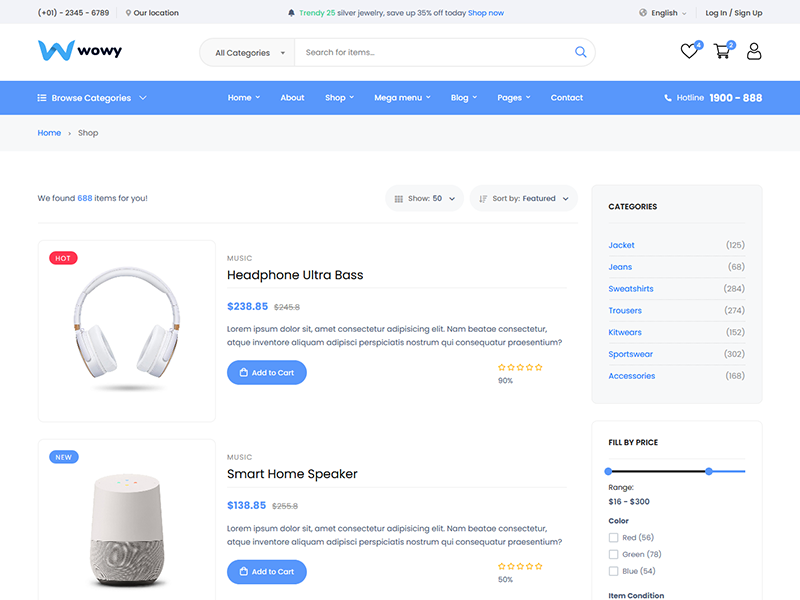 (+01) - 2345 - 6789
Our location
Trendy 25 silver jewelry, save up 35% off today Shop now
English
Log In / Sign Up
wowy
All Categories
Search for items...
4
2
Browse Categories
Home
About
Shop
Mega menu
Blog
Pages
Contact
Hotline 1900 - 888
Home > Shop
We found 688 items for you!
Show: 50
Sort by: Featured
HOT
MUSIC
Headphone Ultra Bass
$238.85 $245.8
Lorem ipsum dolor sit, amet consectetur adipisicing elit. Nam beatae consectetur,
atque inventore aliquam adipisci perspiciatis nostrum qui consequatur praesentium?
Add to Cart
90%
NEW
MUSIC
Smart Home Speaker
$138.85 $255.8
Lorem ipsum dolor sit, amet consectetur adipisicing elit. Nam beatae consectetur,
atque inventore aliquam adipisci perspiciatis nostrum qui consequatur praesentium?
Add to Cart
50%
CATEGORIES
Jacket (125)
Jeans (68)
Sweatshirts (284)
Trousers (274)
Kitwears (152)
Sportswear (302)
Accessories (168)
FILL BY PRICE
Range:
$16 - $300
Color
Red (56)
Green (78)
Blue (54)
Item Condition